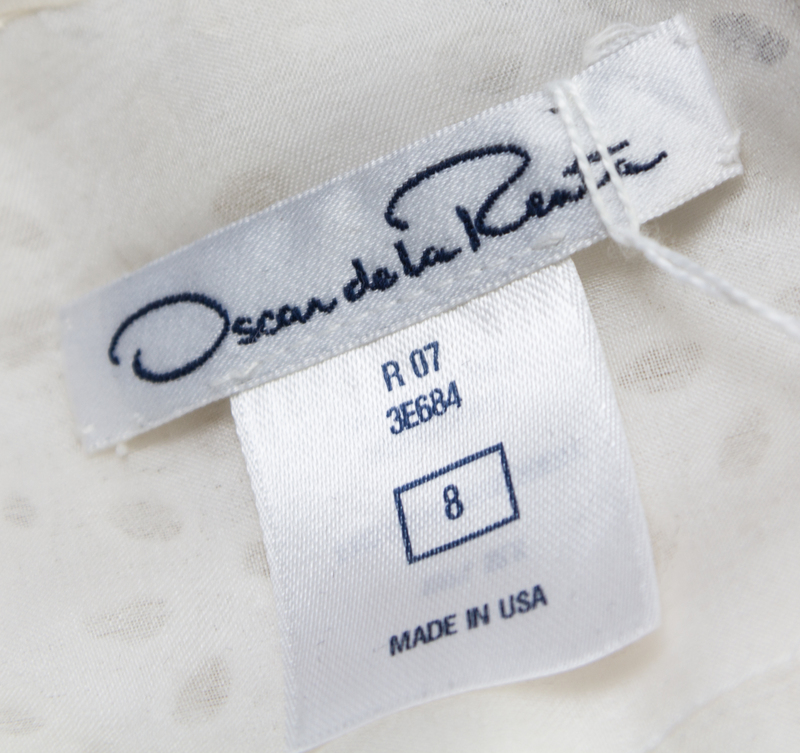 Oscar de la Renta
R 07
3E684
8
MADE IN USA